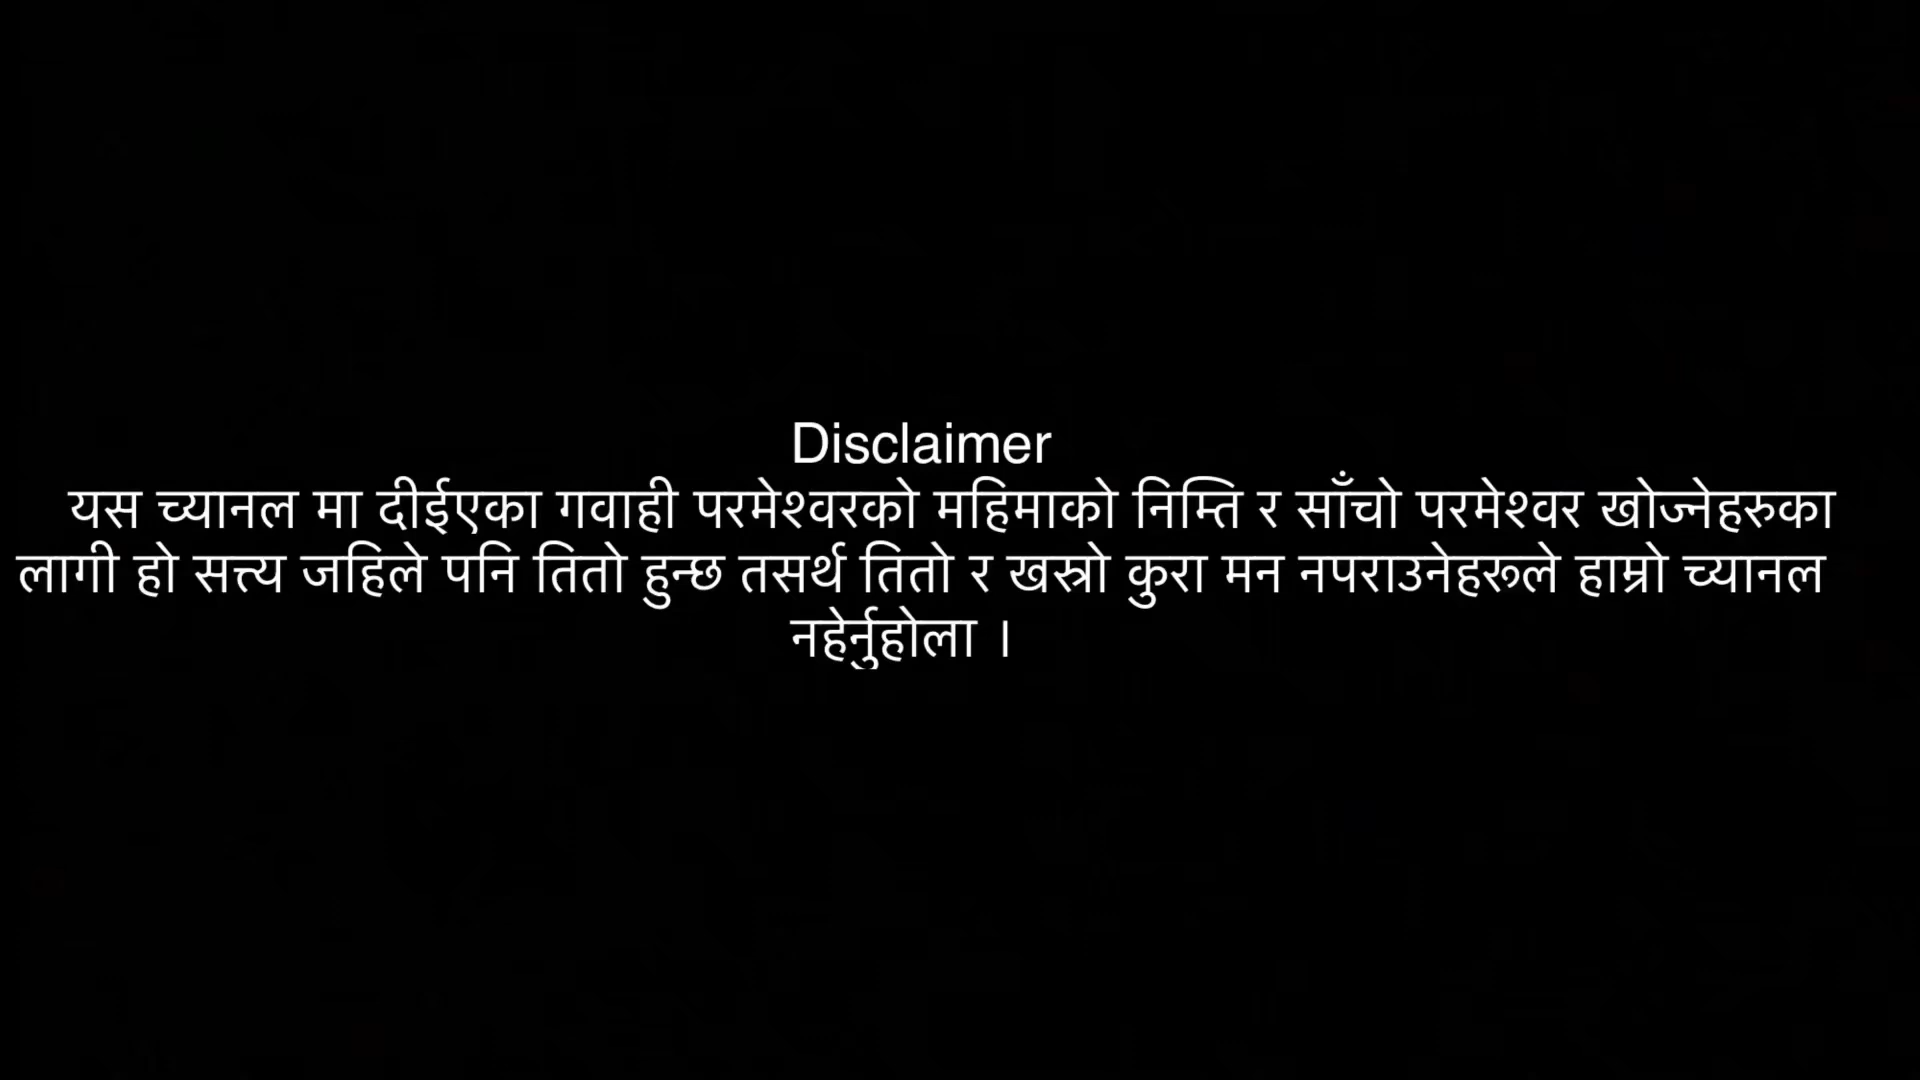 Disclaimer
यस च्यानल मा दीईएका गवाही परमेश्वरको महिमाको निम्ति र साँचो परमेश्वर खोज्नेहरुका
लागी हो सत्त्य जहिले पनि तितो हुन्छ तसर्थ तितो र खस्रो कुरा मन नपराउनेहरूले हाम्रो च्यानल
नहेर्नुहोला ।